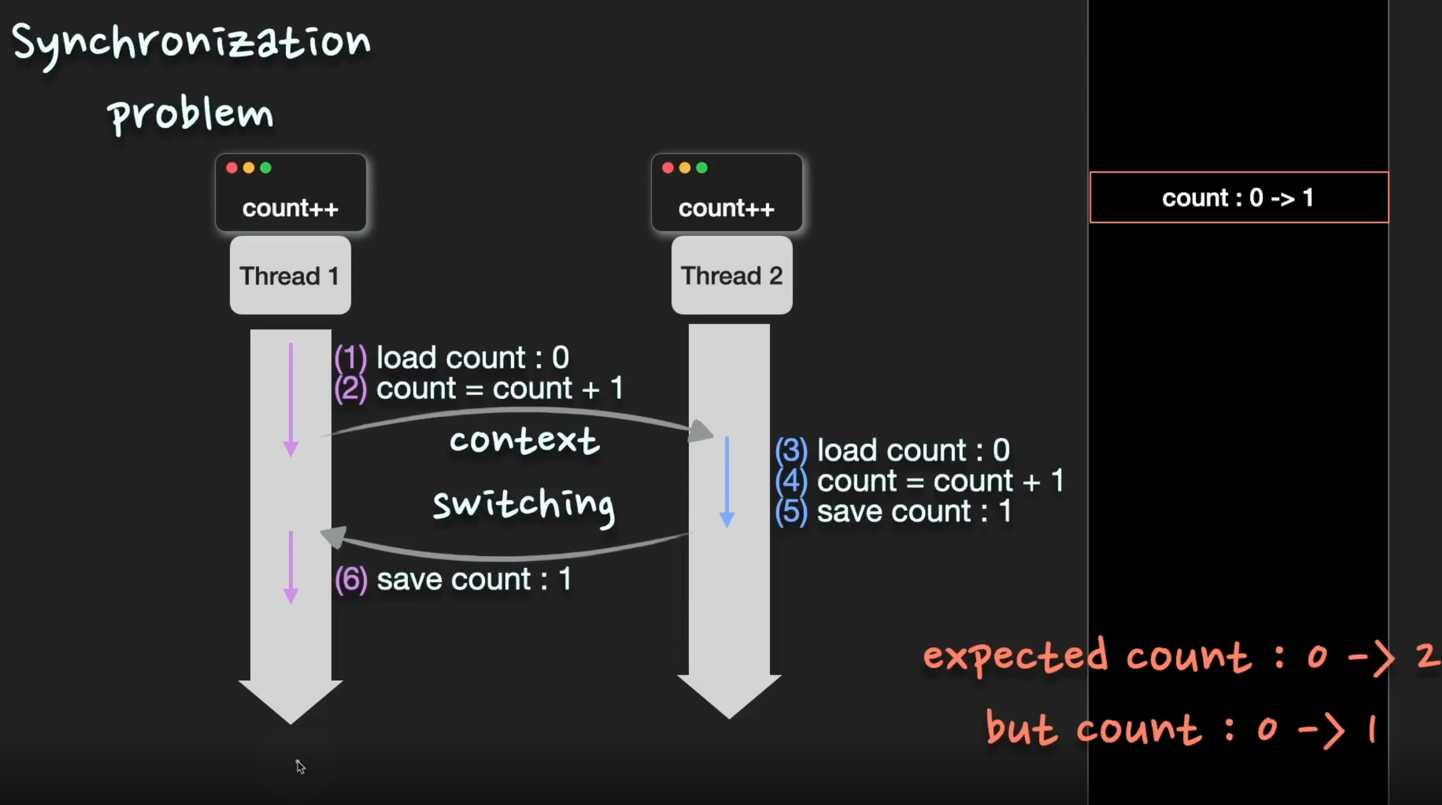 Synchronization
problem
count++
count++
count : 0 -> 1
Thread 1
Thread 2
(1) load count : 0
(2) count = count + 1
context
switching
(3) load count : 0
(4) count = count + 1
(5) save count : 1
(6) save count : 1
expected count : 0 -> 2
but count : 0 -> 1